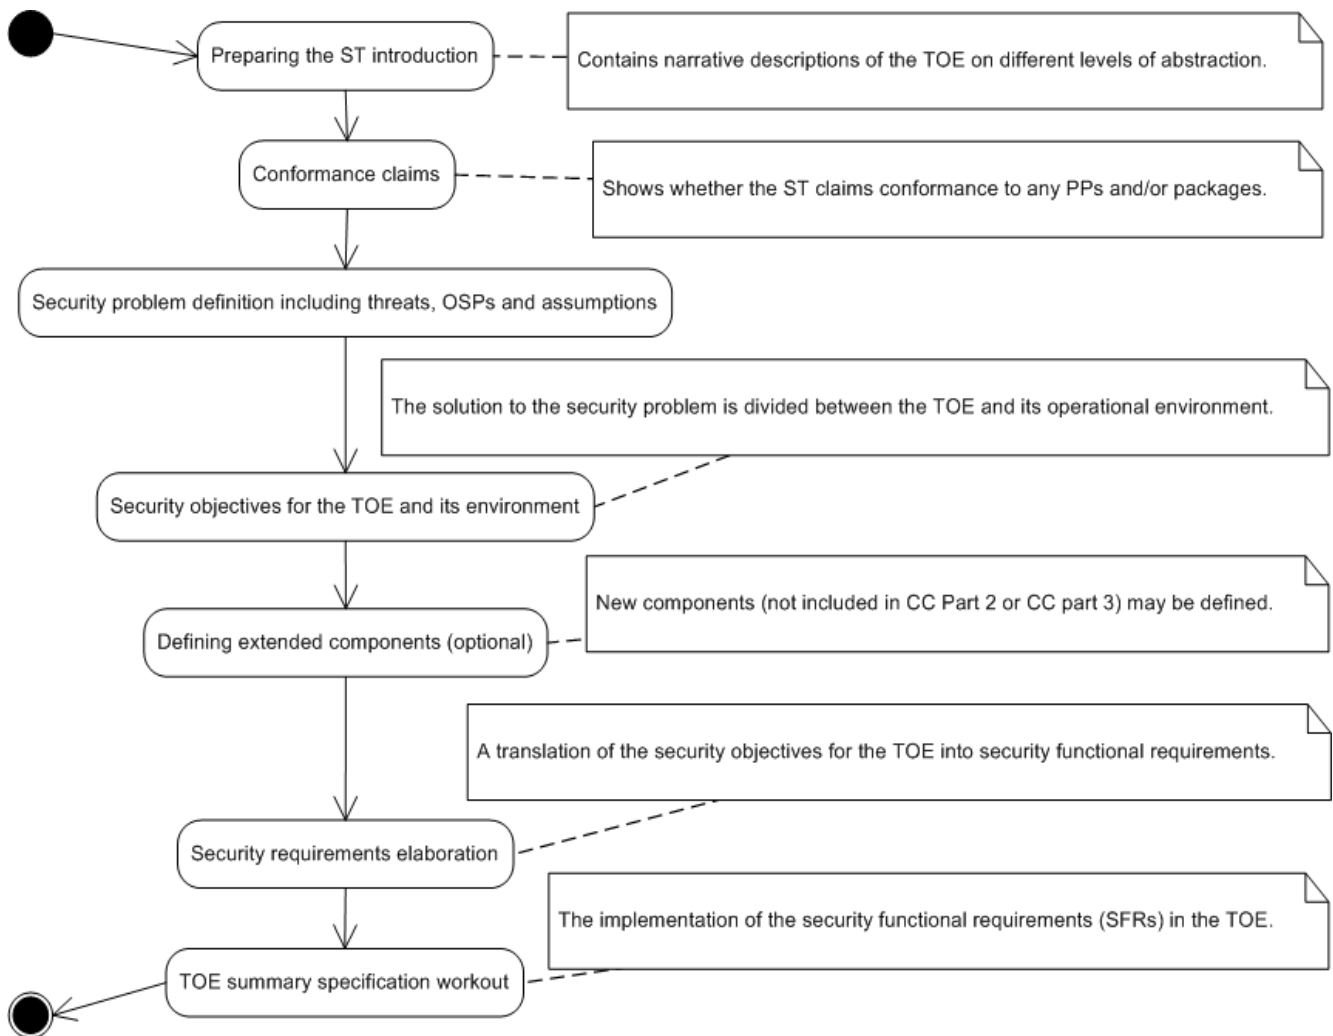 Preparing the ST introduction
Contains narrative descriptions of the TOE on different levels of abstraction.
Conformance claims
Shows whether the ST claims conformance to any PPs and/or packages.
Security problem definition including threats, OSPs and assumptions
The solution to the security problem is divided between the TOE and its operational environment.
Security objectives for the TOE and its environment
New components (not included in CC Part 2 or CC part 3) may be defined.
Defining extended components (optional)
A translation of the security objectives for the TOE into security functional requirements.
Security requirements elaboration
The implementation of the security functional requirements (SFRs) in the TOE.
TOE summary specification workout